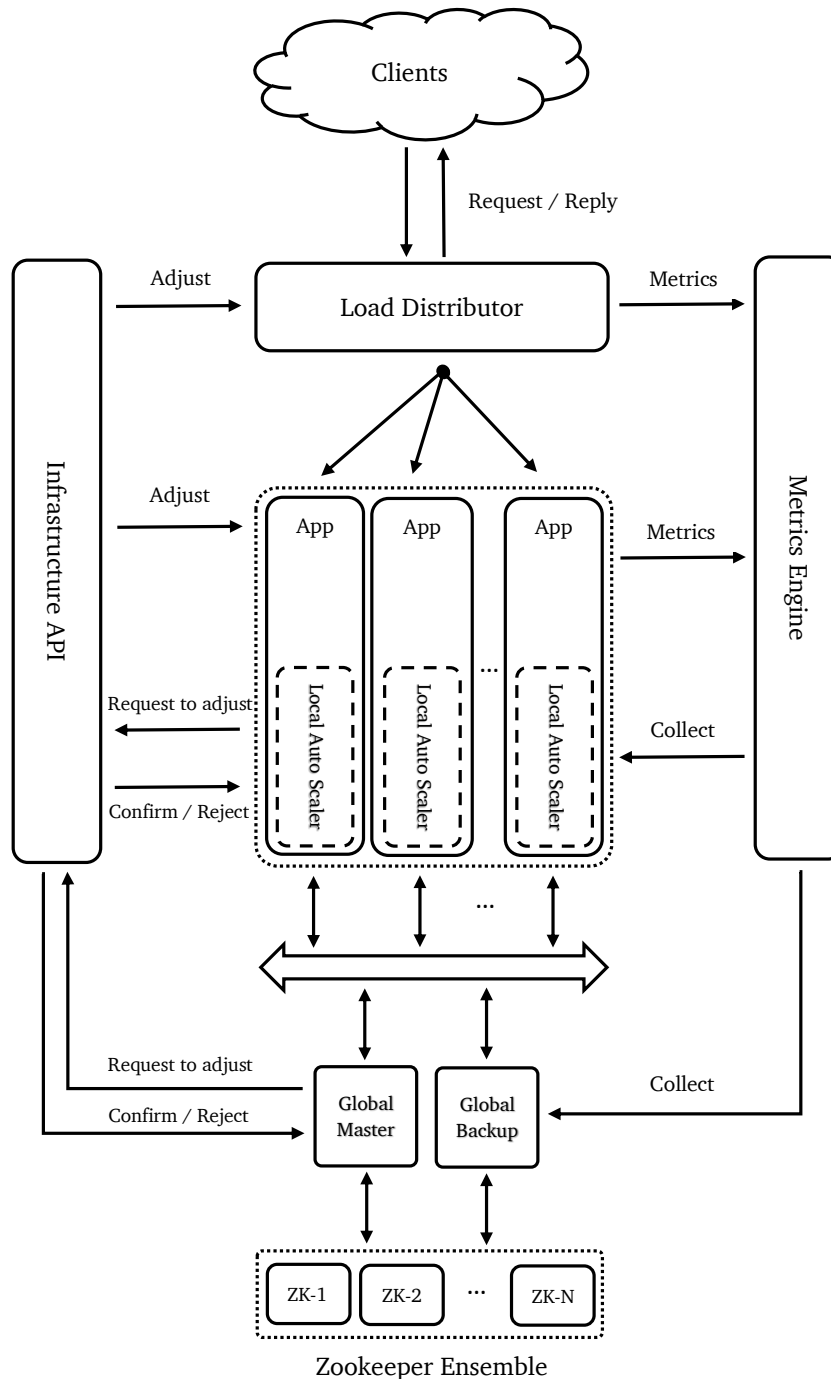 Clients
Request / Reply
Adjust
Load Distributor
Metrics
Infrastructure API
Metrics Engine
Adjust
App
App
App
Metrics
...
Local Auto Scaler
Local Auto Scaler
Local Auto Scaler
Request to adjust
Collect
Confirm / Reject
...
Request to adjust
Confirm / Reject
Global
Master
Global
Backup
Collect
ZK-1
ZK-2
...
ZK-N
Zookeeper Ensemble